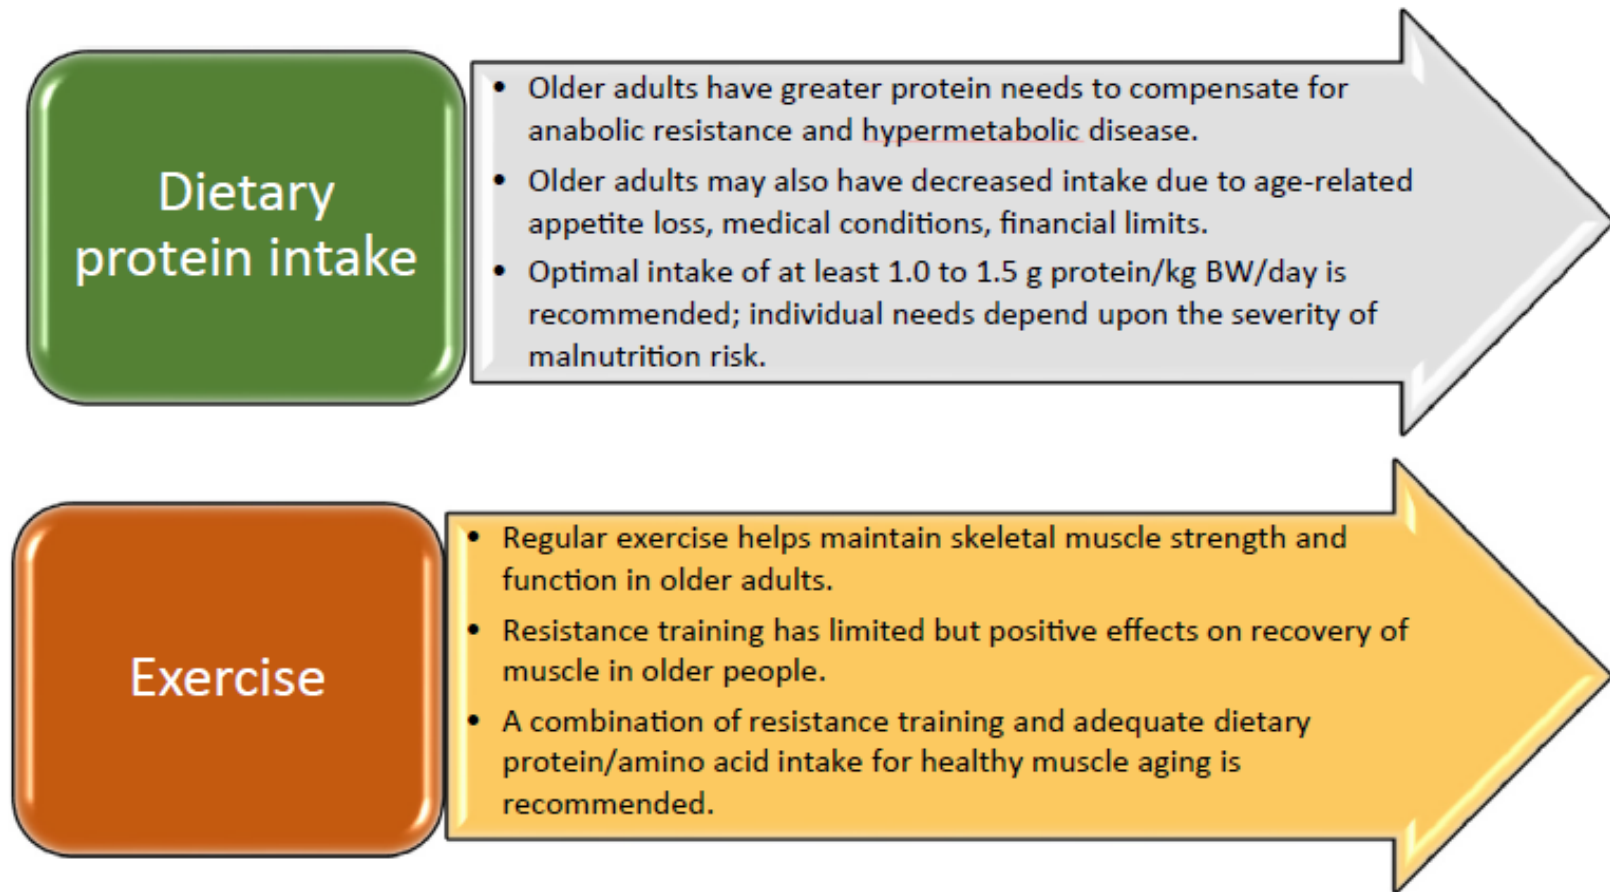 Dietary
protein intake
• Older adults have greater protein needs to compensate for
anabolic resistance and hypermetabolic disease.
• Older adults may also have decreased intake due to age-related
appetite loss, medical conditions, financial limits.
• Optimal intake of at least 1.0 to 1.5 g protein/kg BW/day is
recommended; individual needs depend upon the severity of
malnutrition risk.
Exercise
• Regular exercise helps maintain skeletal muscle strength and
function in older adults.
• Resistance training has limited but positive effects on recovery of
muscle in older people.
• A combination of resistance training and adequate dietary
protein/amino acid intake for healthy muscle aging is
recommended.